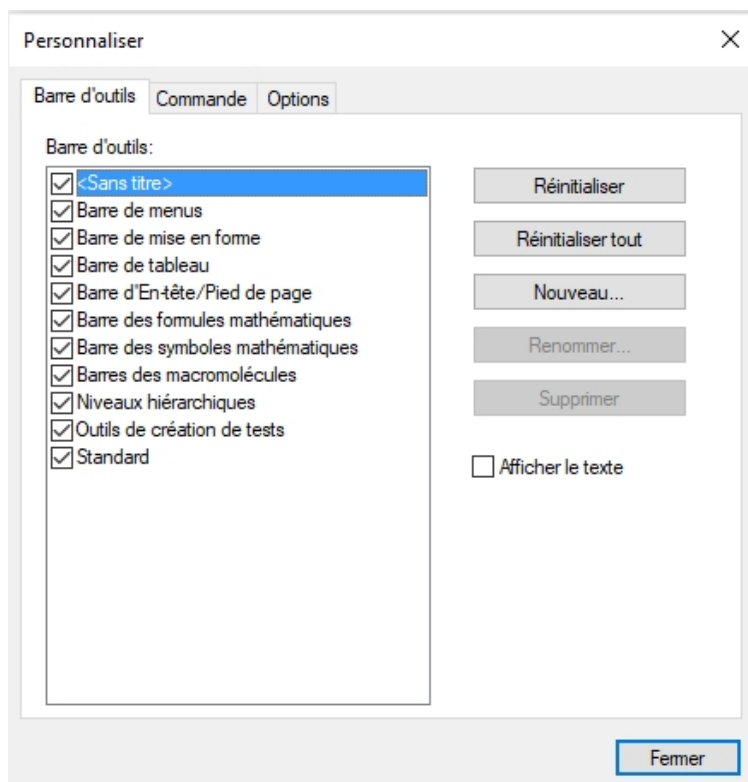 Personnaliser
Barre d'outils Commande Options
Barre d'outils:
<Sans titre>
Barre de menus
Barre de mise en forme
Barre de tableau
Barre d'En-tête/Pied de page
Barre des formules mathématiques
Barre des symboles mathématiques
Barres des macromolécules
Niveaux hiérarchiques
Outils de création de tests
Standard
Réinitialiser
Réinitialiser tout
Nouveau...
Renommer...
Supprimer
Afficher le texte
Fermer